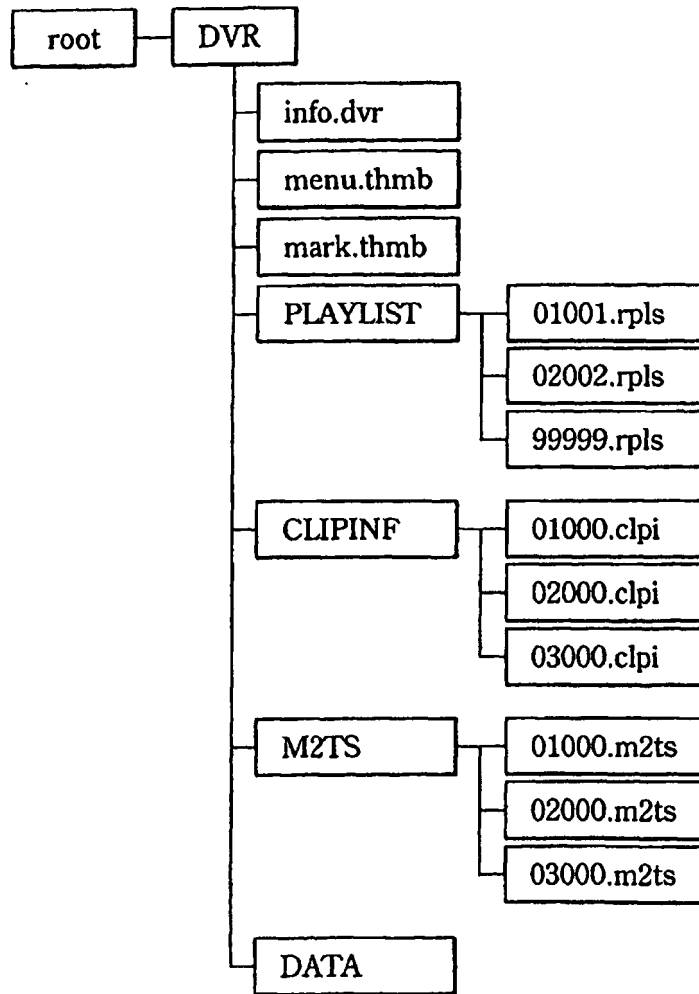 root
DVR
info.dvr
menu.thmb
mark.thmb
PLAYLIST
01001.rpls
02002.rpls
99999.rpls
CLIPINF
01000.clpi
02000.clpi
03000.clpi
M2TS
01000.m2ts
02000.m2ts
03000.m2ts
DATA